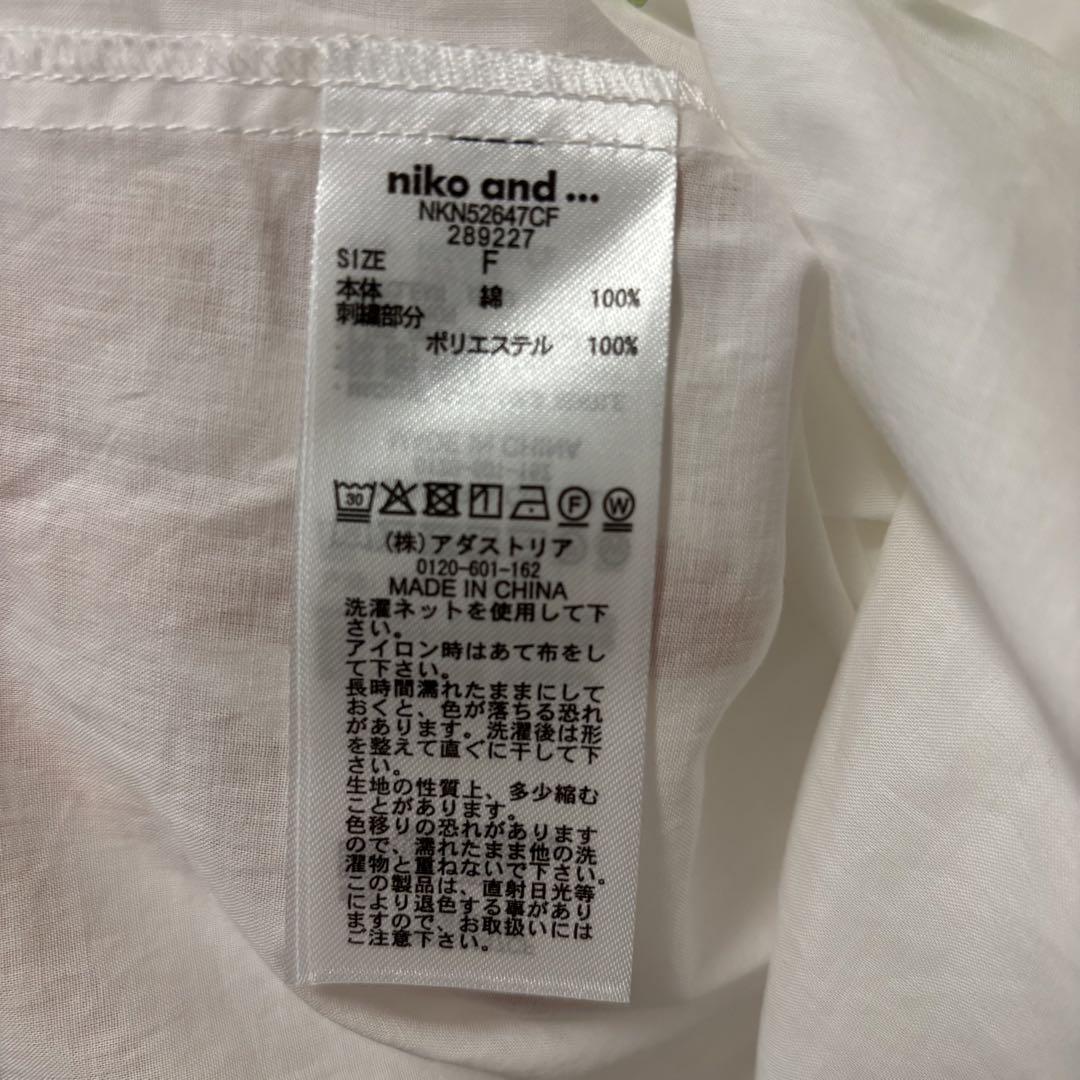 niko and ...
NKN52647CF
289227
SIZE F
本体 綿 100%
刺繍部分
ポリエステル 100%
30
F W
(株)アダストリア
0120-601-162
MADE IN CHINA
洗濯ネットを使用して下
さい。
アイロン時はあて布をし
て下さい。
長時間濡れたままにして
おくと、色が落ちる恐れ
があります。洗濯後は形
を整えて直ぐに干して下
さい。
生地の性質上、多少縮む
ことがあります。
色移りの恐れがあります
ので、濡れたまま他の洗
濯物と重ねないで下さい。
この製品は、直射日光等
により退色する事があり
ますので、お取扱いには
ご注意下さい。